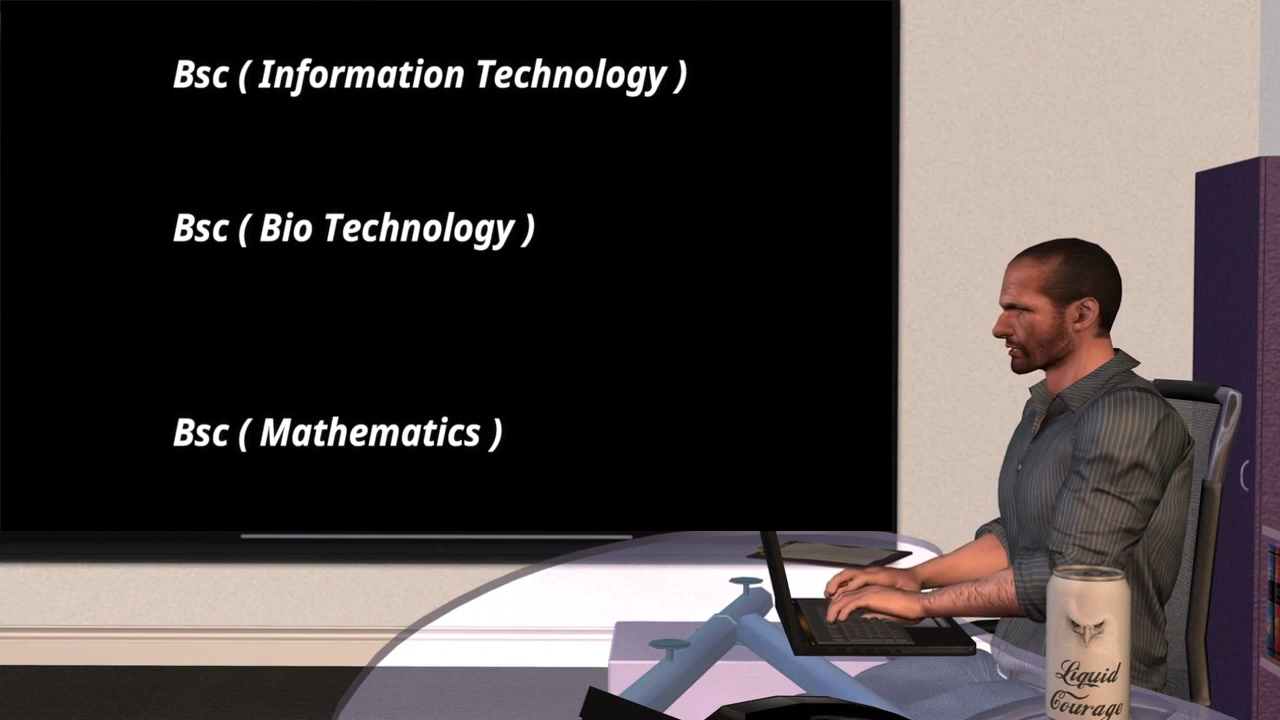 Bsc ( Information Technology )
Bsc ( Bio Technology )
Bsc ( Mathematics )
Liquid
Courage